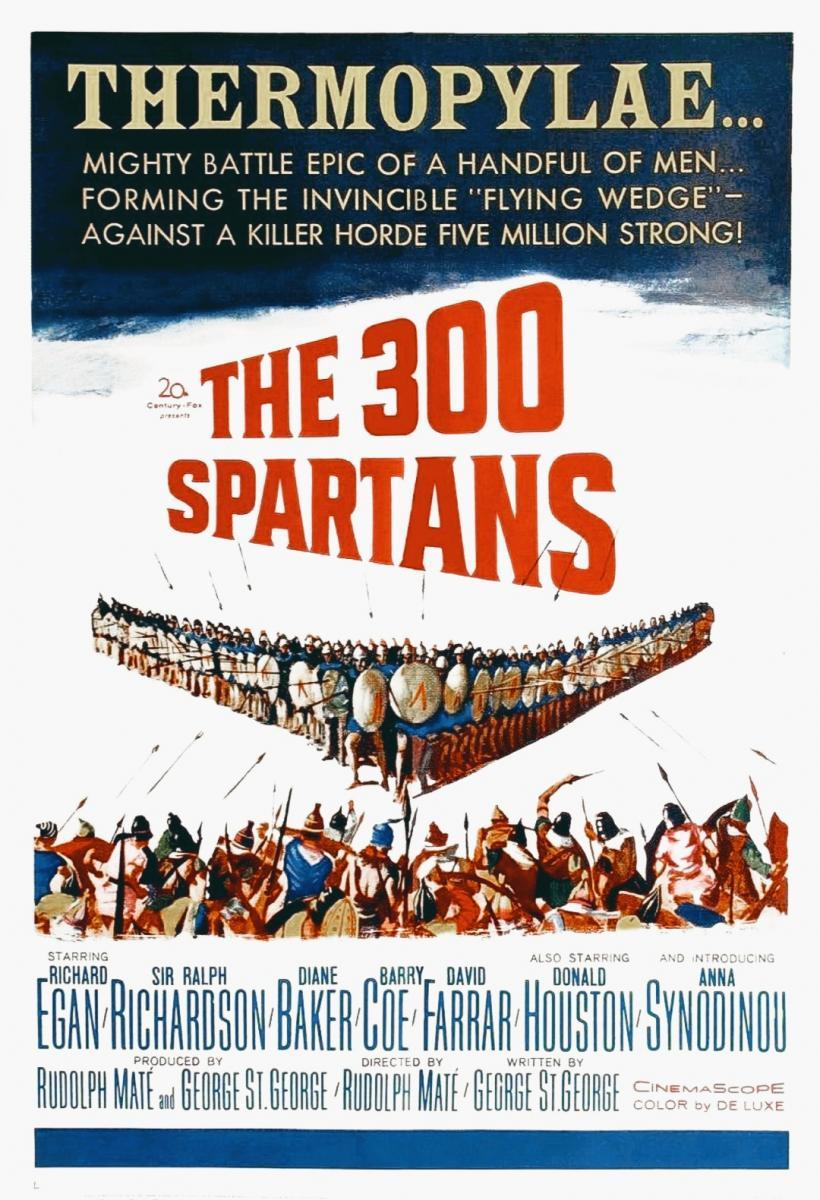 THERMOPYLAE...
MIGHTY BATTLE EPIC OF A HANDFUL OF MEN...
FORMING THE INVINCIBLE "FLYING WEDGE"–
AGAINST A KILLER HORDE FIVE MILLION STRONG!
20th
Century-Fox
presents
THE 300
SPARTANS
STARRING
RICHARD EGAN / SIR RALPH RICHARDSON / DIANE BAKER / BARRY COE / DAVID FARRAR /
ALSO STARRING
DONALD HOUSTON /
AND INTRODUCING
ANNA SYNODINOU
PRODUCED BY
RUDOLPH MATÉ and GEORGE ST. GEORGE /
DIRECTED BY
RUDOLPH MATÉ /
WRITTEN BY
GEORGE ST. GEORGE
CINEMASCOPE
COLOR by DE LUXE
L